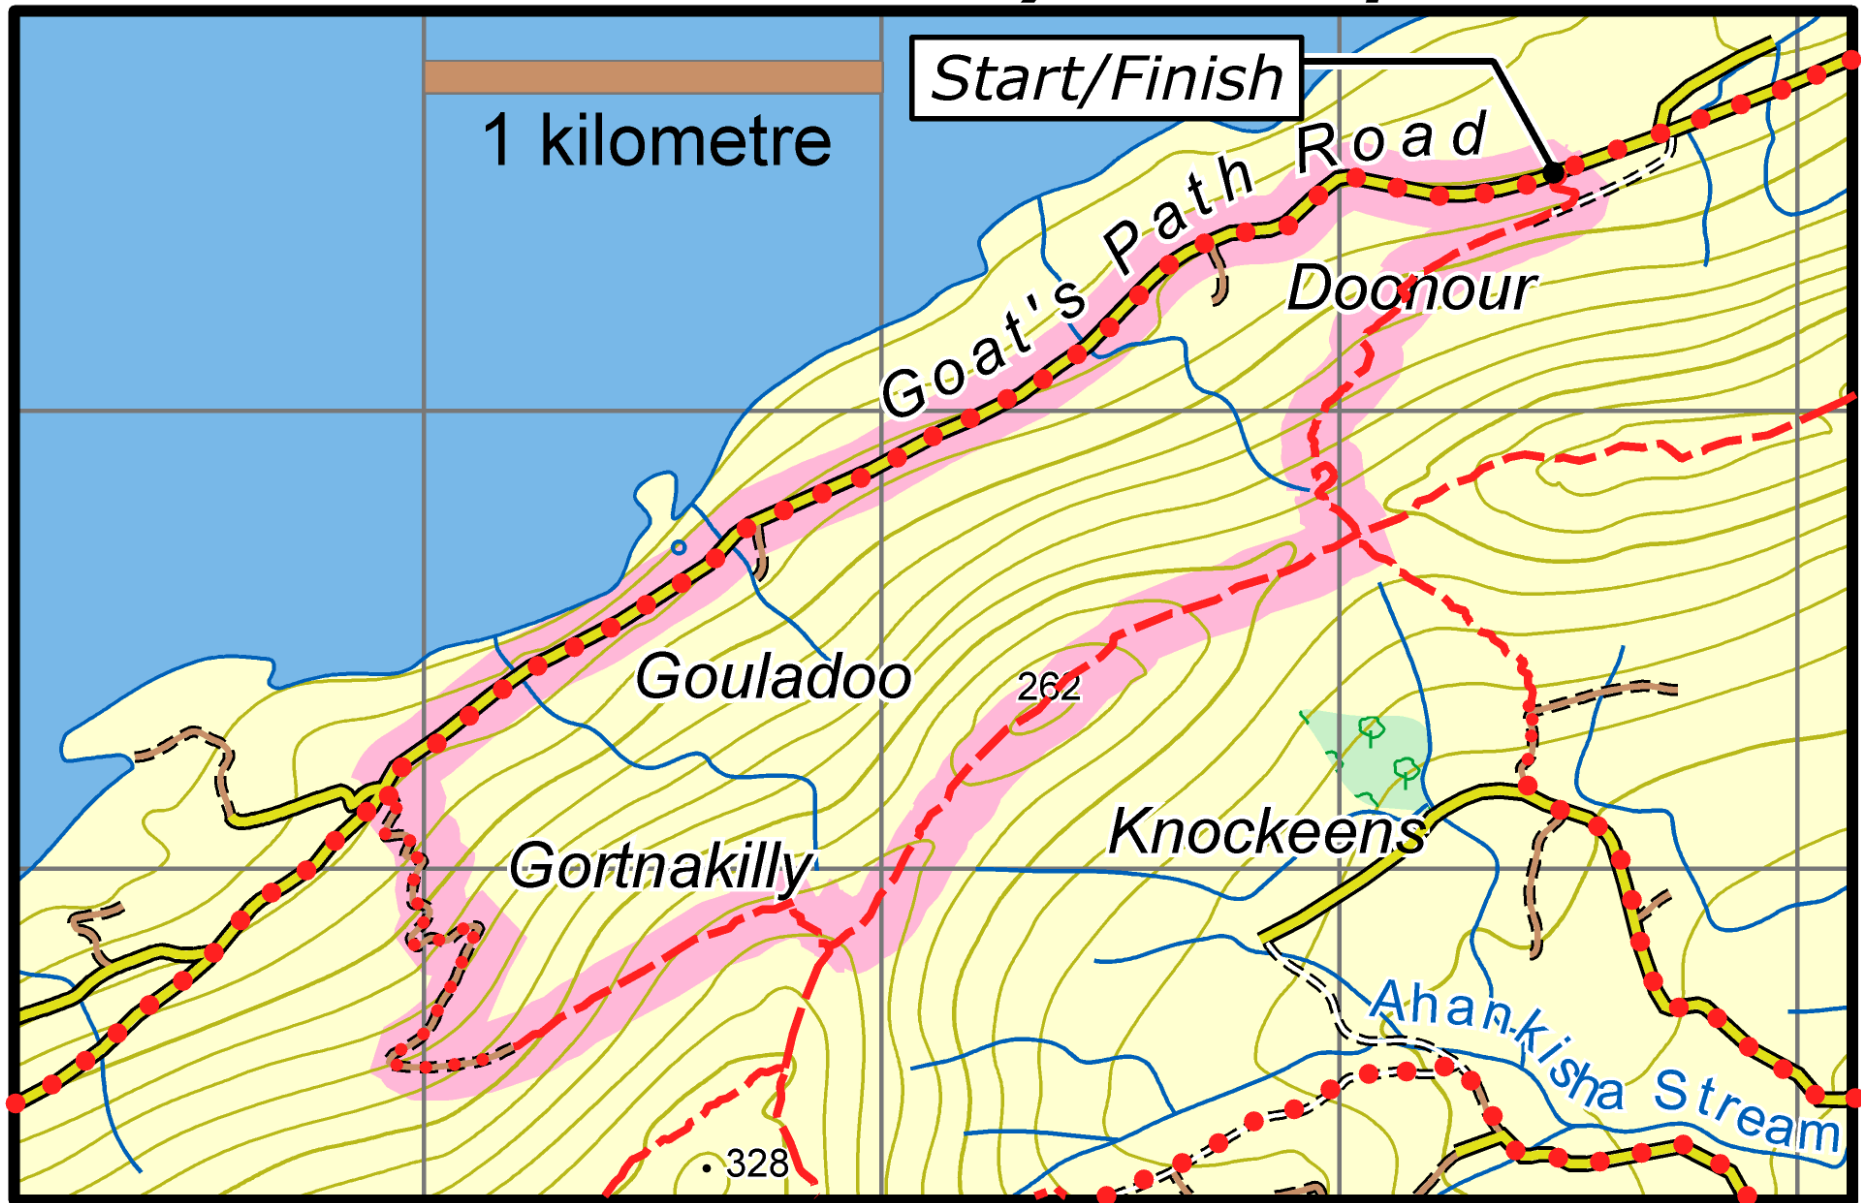 Start/Finish
1 kilometre
Goat's Path Road
Doonour
Gouladoo
262
Knockeens
Gortnakilly
Ahankisha Stream
328